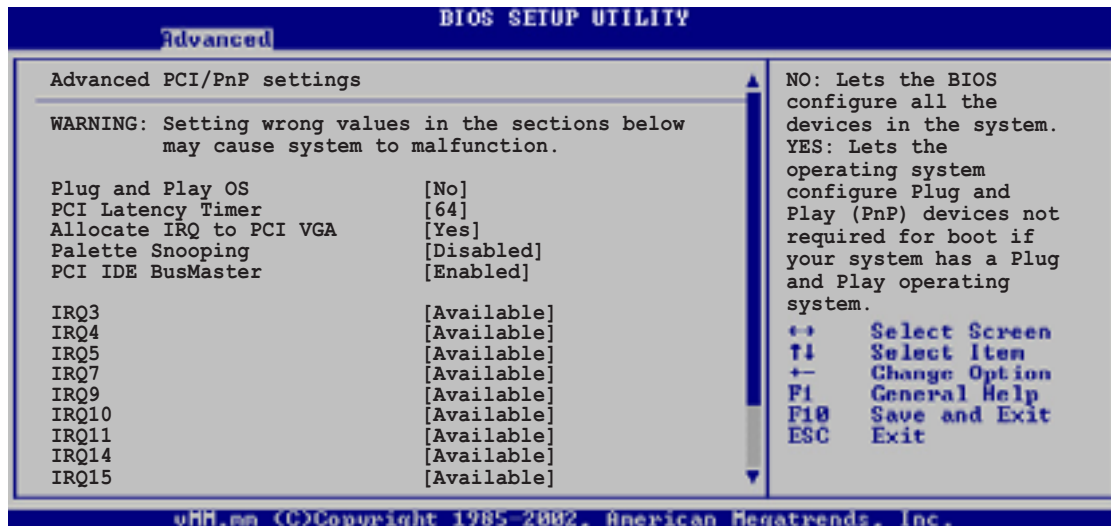 BIOS SETUP UTILITY
Advanced
Advanced PCI/PnP settings
WARNING: Setting wrong values in the sections below
may cause system to malfunction.
Plug and Play OS [No]
PCI Latency Timer [64]
Allocate IRQ to PCI VGA [Yes]
Palette Snooping [Disabled]
PCI IDE BusMaster [Enabled]
IRQ3 [Available]
IRQ4 [Available]
IRQ5 [Available]
IRQ7 [Available]
IRQ9 [Available]
IRQ10 [Available]
IRQ11 [Available]
IRQ14 [Available]
IRQ15 [Available]
NO: Lets the BIOS
configure all the
devices in the system.
YES: Lets the
operating system
configure Plug and
Play (PnP) devices not
required for boot if
your system has a Plug
and Play operating
system.
↔ Select Screen
↑↓ Select Item
+- Change Option
F1 General Help
F10 Save and Exit
ESC Exit
vMM.mm (C)Copyright 1985-2002, American Megatrends, Inc.